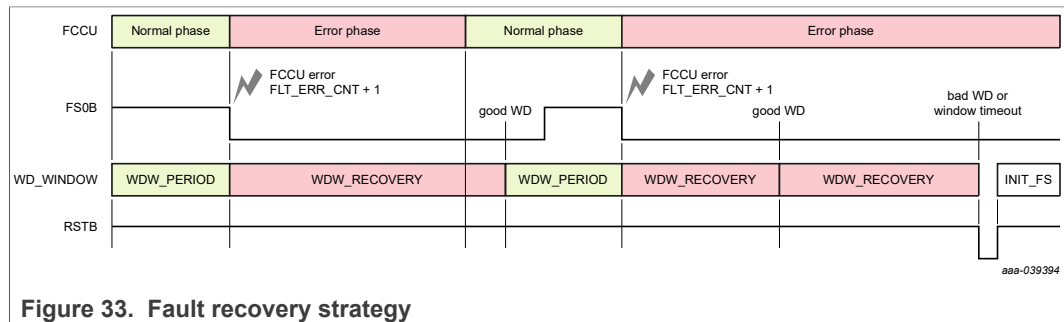 FCCU Normal phase Error phase Normal phase Error phase
FCCU error
FLT_ERR_CNT + 1
FCCU error
FLT_ERR_CNT + 1
FS0B good WD good WD bad WD or
window timeout
WD_WINDOW WDW_PERIOD WDW_RECOVERY WDW_PERIOD WDW_RECOVERY WDW_RECOVERY INIT_FS
RSTB
aaa-039394
Figure 33. Fault recovery strategy